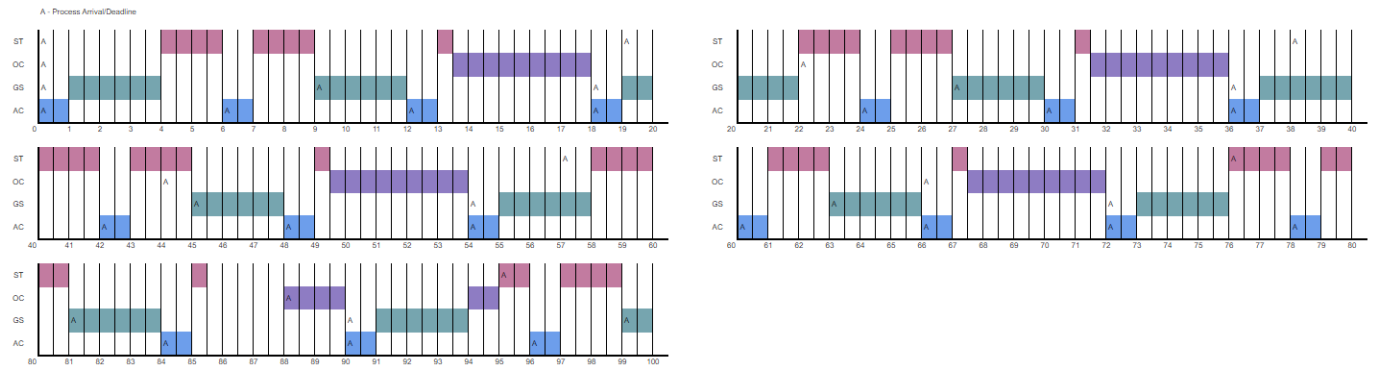 A - Process Arrival/Deadline
ST A A
OC A
GS A A A
AC A A A A
0 1 2 3 4 5 6 7 8 9 10 11 12 13 14 15 16 17 18 19 20
ST A
OC A
GS A A
AC A A A
20 21 22 23 24 25 26 27 28 29 30 31 32 33 34 35 36 37 38 39 40
ST A
OC A
GS A A
AC A A A
40 41 42 43 44 45 46 47 48 49 50 51 52 53 54 55 56 57 58 59 60
ST A
OC A
GS A A
AC A A A A
60 61 62 63 64 65 66 67 68 69 70 71 72 73 74 75 76 77 78 79 80
ST A
OC A
GS A A A
AC A A A
80 81 82 83 84 85 86 87 88 89 90 91 92 93 94 95 96 97 98 99 100